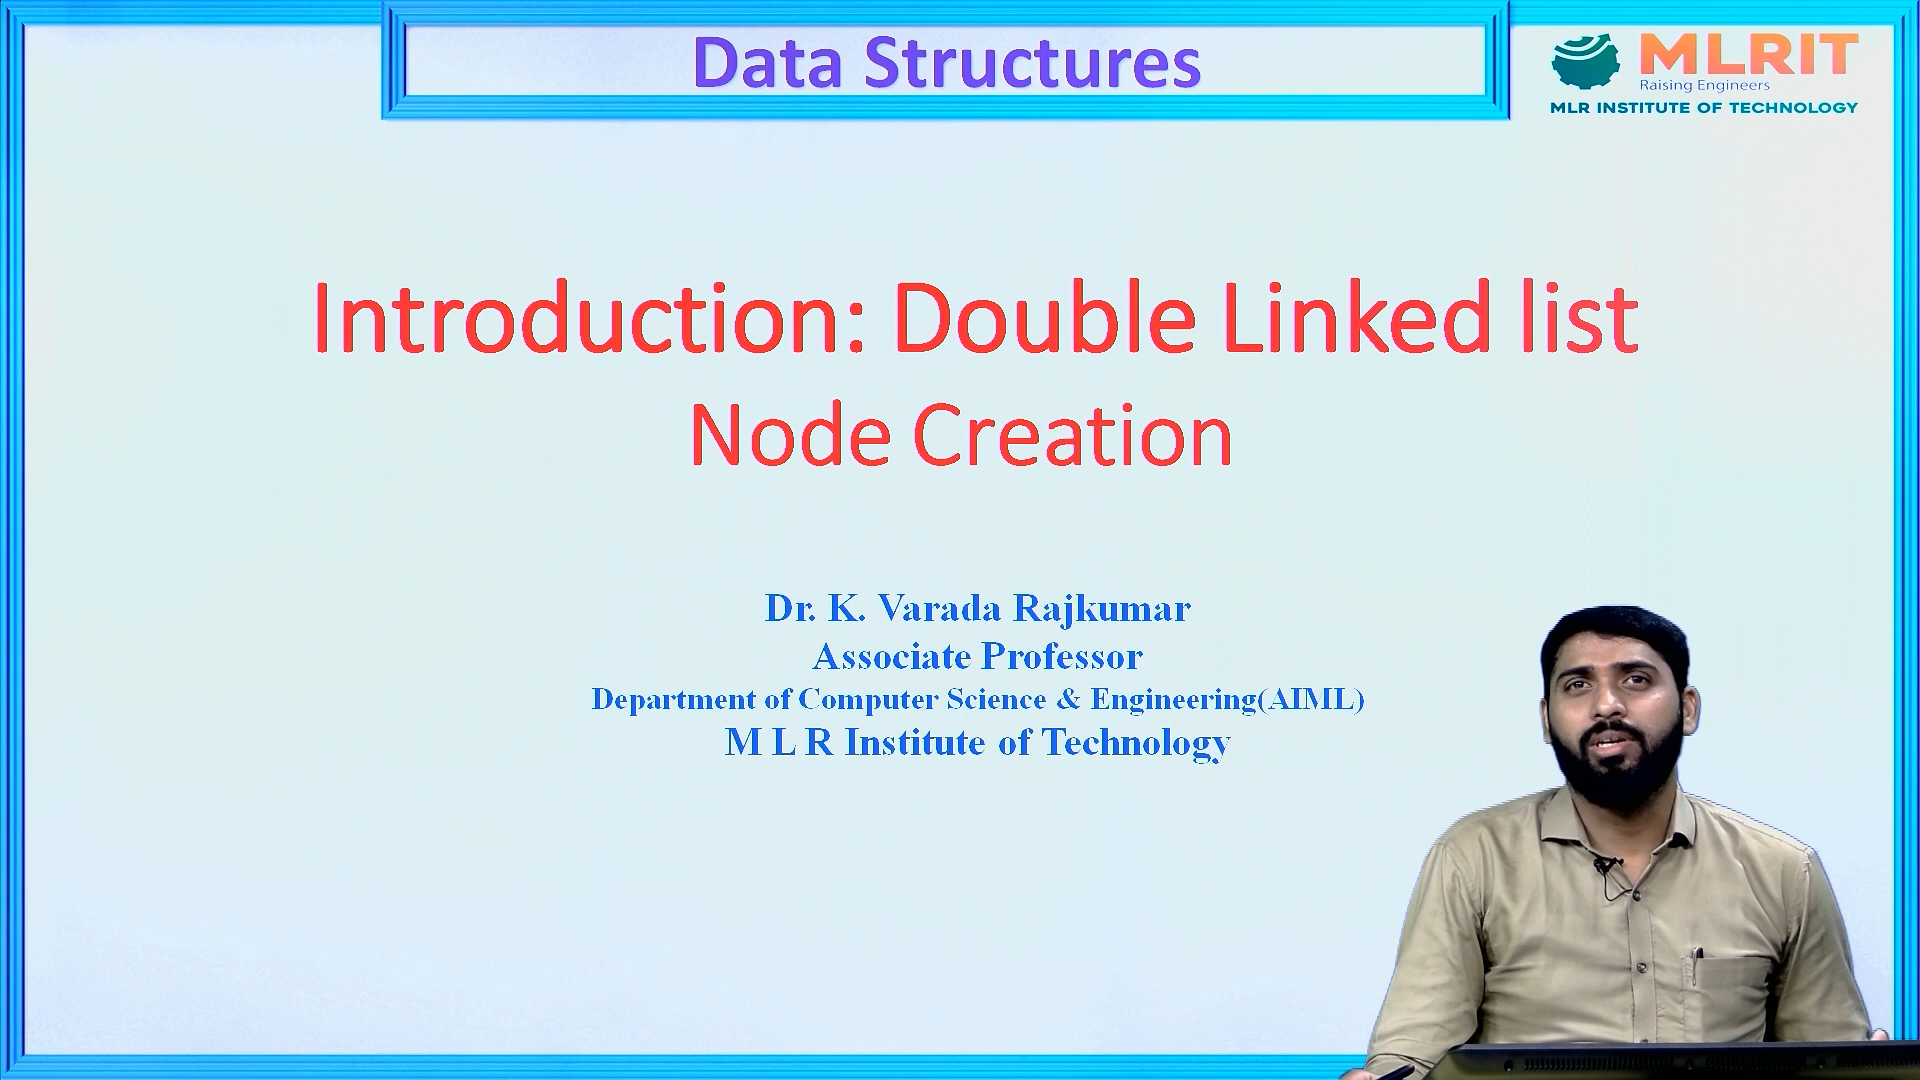 Data Structures
MLRIT
Raising Engineers
MLR INSTITUTE OF TECHNOLOGY
Introduction: Double Linked list
Node Creation
Dr. K. Varada Rajkumar
Associate Professor
Department of Computer Science & Engineering(AIML)
M L R Institute of Technology